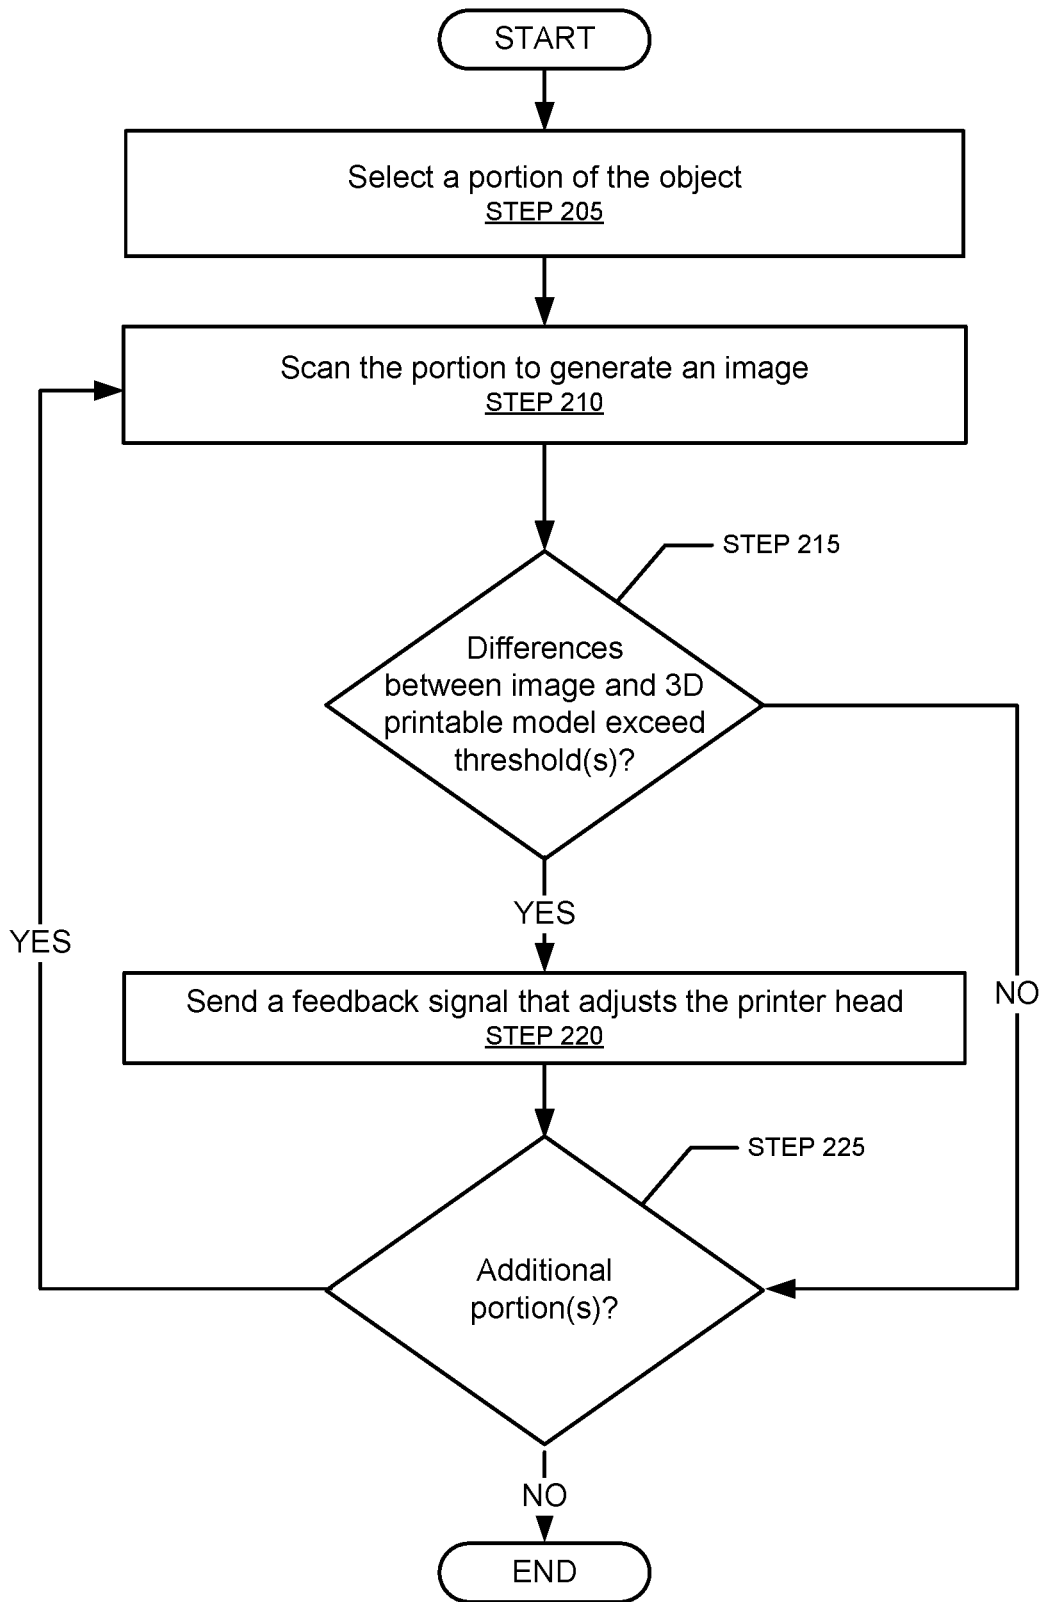 START
Select a portion of the object
STEP 205
Scan the portion to generate an image
STEP 210
STEP 215
Differences
between image and 3D
printable model exceed
threshold(s)?
YES
YES
NO
Send a feedback signal that adjusts the printer head
STEP 220
STEP 225
Additional
portion(s)?
NO
END